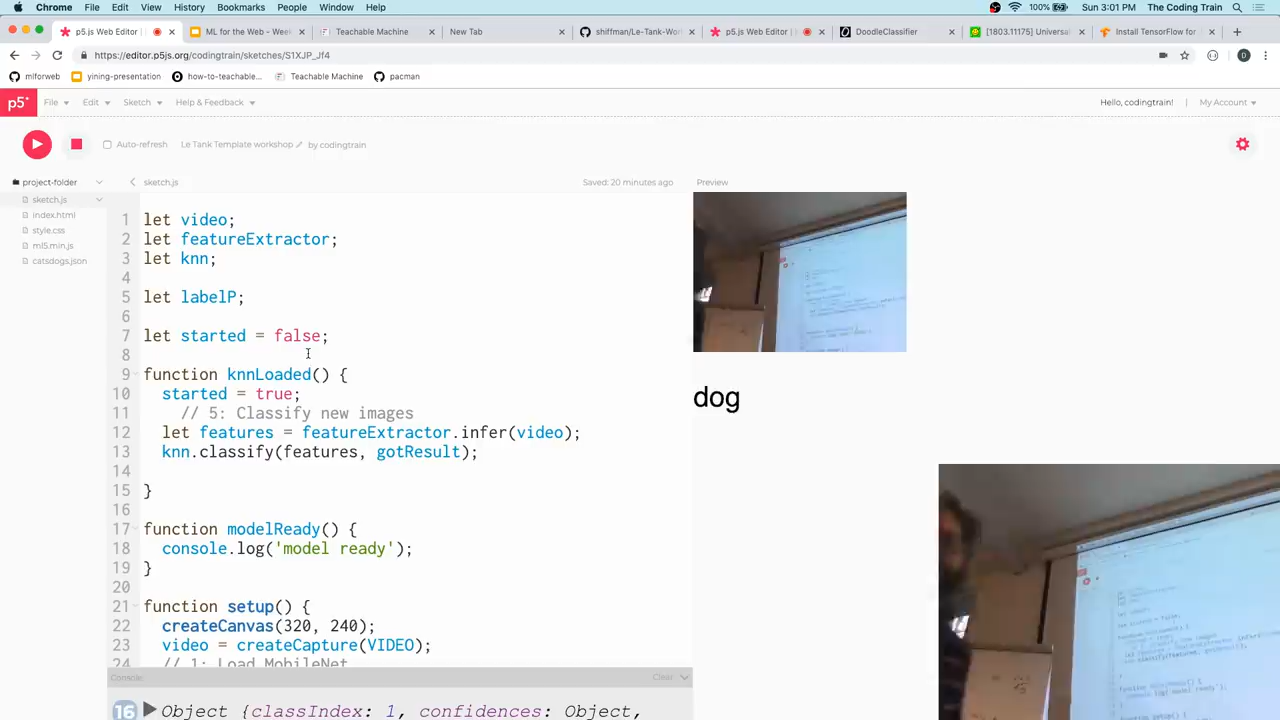 Chrome File Edit View History Bookmarks People Window Help 100% Sun 3:01 PM The Coding Train
p5.js Web Editor | ML for the Web - Week Teachable Machine New Tab shiffman/Le-Tank-Wor p5.js Web Editor | DoodleClassifier [1803.11175] Universal Install TensorFlow for
https://editor.p5js.org/codingtrain/sketches/S1XJP_Jf4
mlforweb yining-presentation how-to-teachable... Teachable Machine pacman
p5* File Edit Sketch Help & Feedback Hello, codingtrain! | My Account
Auto-refresh Le Tank Template workshop by codingtrain
project-folder sketch.js Saved: 20 minutes ago Preview
sketch.js
index.html
style.css
ml5.min.js
catsdogs.json
1 let video;
2 let featureExtractor;
3 let knn;
4
5 let labelP;
6
7 let started = false;
8
9 function knnLoaded() {
10 started = true;
11 // 5: Classify new images
12 let features = featureExtractor.infer(video);
13 knn.classify(features, gotResult);
14
15 }
16
17 function modelReady() {
18 console.log('model ready');
19 }
20
21 function setup() {
22 createCanvas(320, 240);
23 video = createCapture(VIDEO);
24 // 1: Load MobileNet
dog
Console: Clear
16 Object {classIndex: 1, confidences: Object,